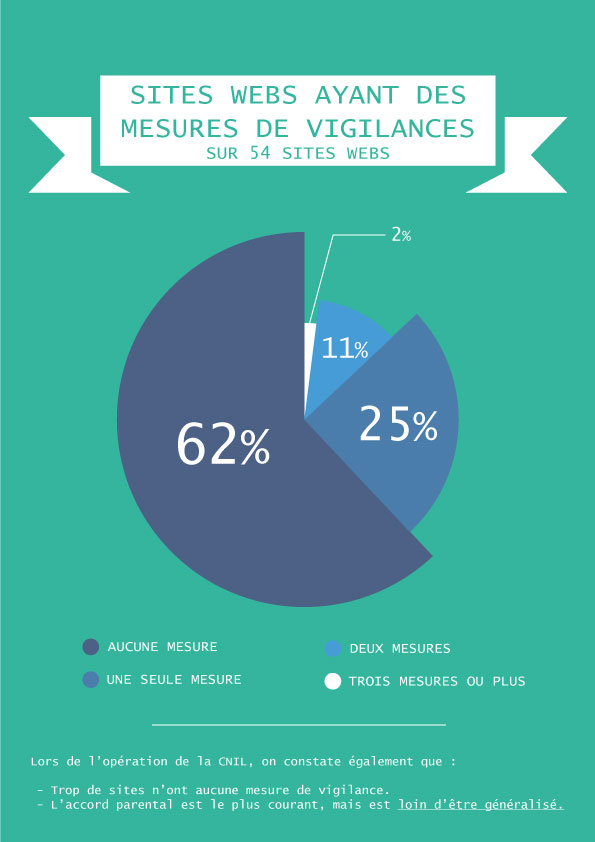 SITES WEBS AYANT DES
MESURES DE VIGILANCES
SUR 54 SITES WEBS
2%
11%
25%
62%
AUCUNE MESURE
DEUX MESURES
UNE SEULE MESURE
TROIS MESURES OU PLUS
Lors de l'opération de la CNIL, on constate également que :
- Trop de sites n'ont aucune mesure de vigilance.
- L'accord parental est le plus courant, mais est loin d'être généralisé.